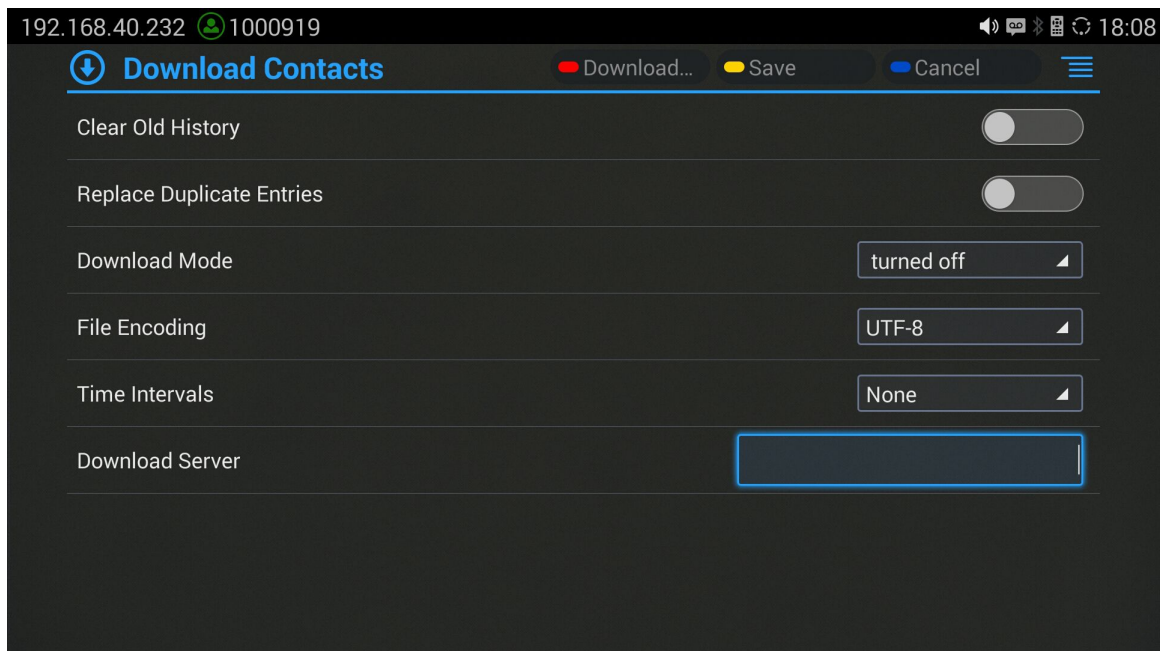 192.168.40.232 1000919 18:08
Download Contacts Download... Save Cancel
Clear Old History
Replace Duplicate Entries
Download Mode turned off
File Encoding UTF-8
Time Intervals None
Download Server